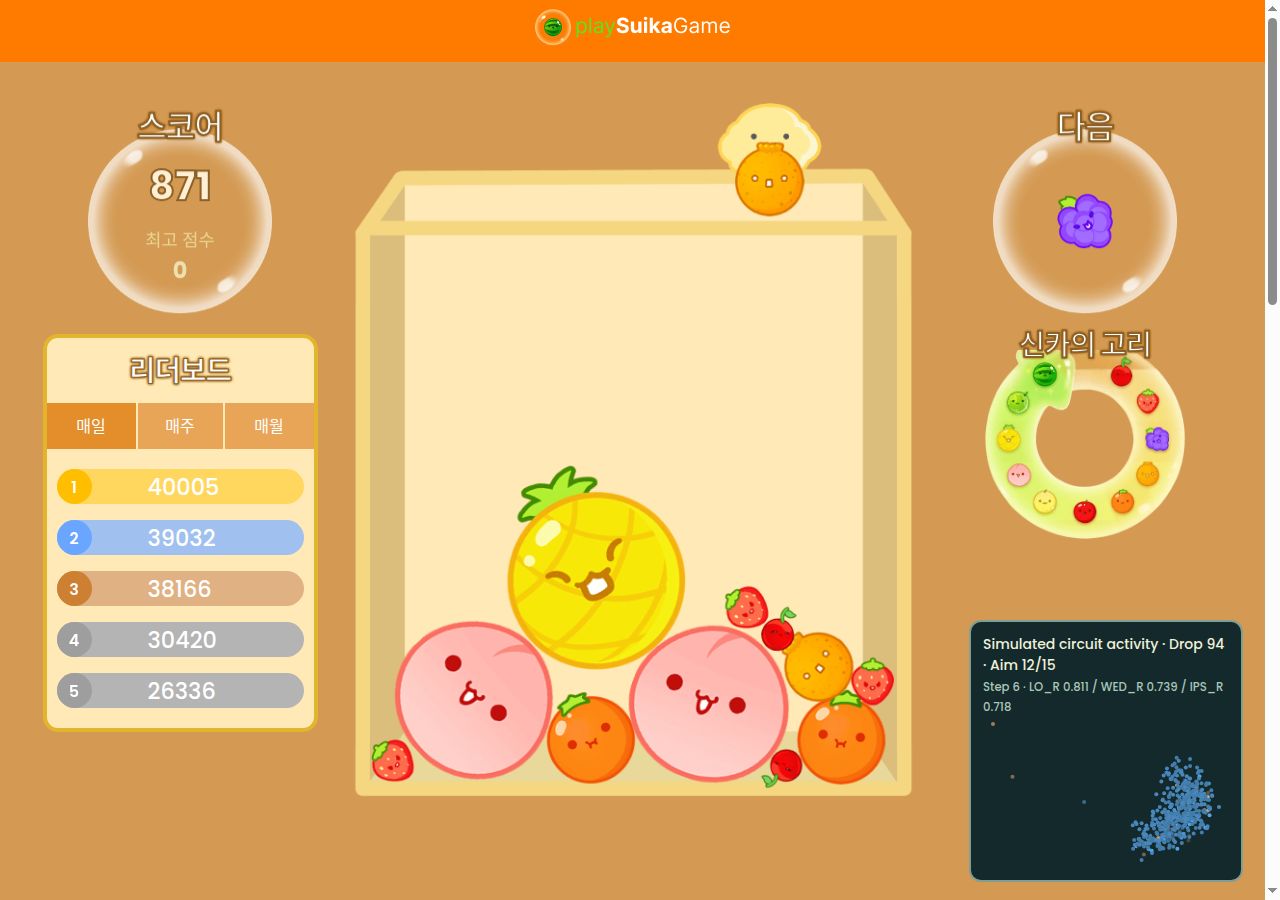 playSuikaGame
스코어
871
최고 점수
0
리더보드
매일
매주
매월
1 40005
2 39032
3 38166
4 30420
5 26336
다음
신카의 고리
Simulated circuit activity · Drop 94
· Aim 12/15
Step 6 · LO_R 0.811 / WED_R 0.739 / IPS_R
0.718